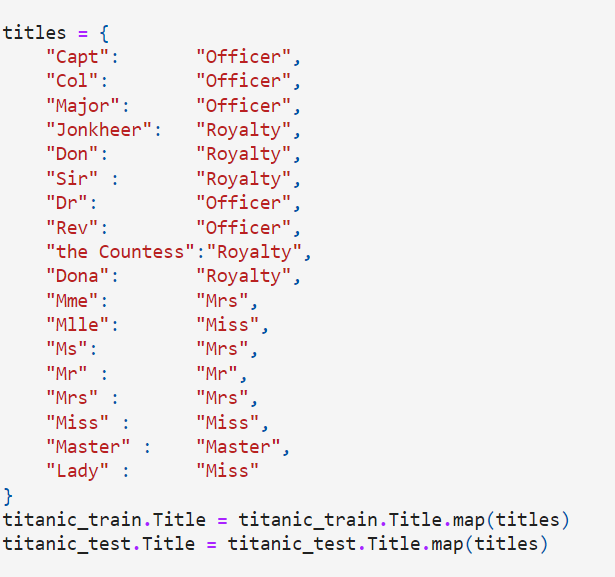 titles = {
    "Capt":       "Officer",
    "Col":        "Officer",
    "Major":      "Officer",
    "Jonkheer":   "Royalty",
    "Don":        "Royalty",
    "Sir" :       "Royalty",
    "Dr":         "Officer",
    "Rev":        "Officer",
    "the Countess":"Royalty",
    "Dona":       "Royalty",
    "Mme":        "Mrs",
    "Mlle":       "Miss",
    "Ms":         "Mrs",
    "Mr" :        "Mr",
    "Mrs" :       "Mrs",
    "Miss" :      "Miss",
    "Master" :    "Master",
    "Lady" :      "Miss"
}
titanic_train.Title = titanic_train.Title.map(titles)
titanic_test.Title = titanic_test.Title.map(titles)